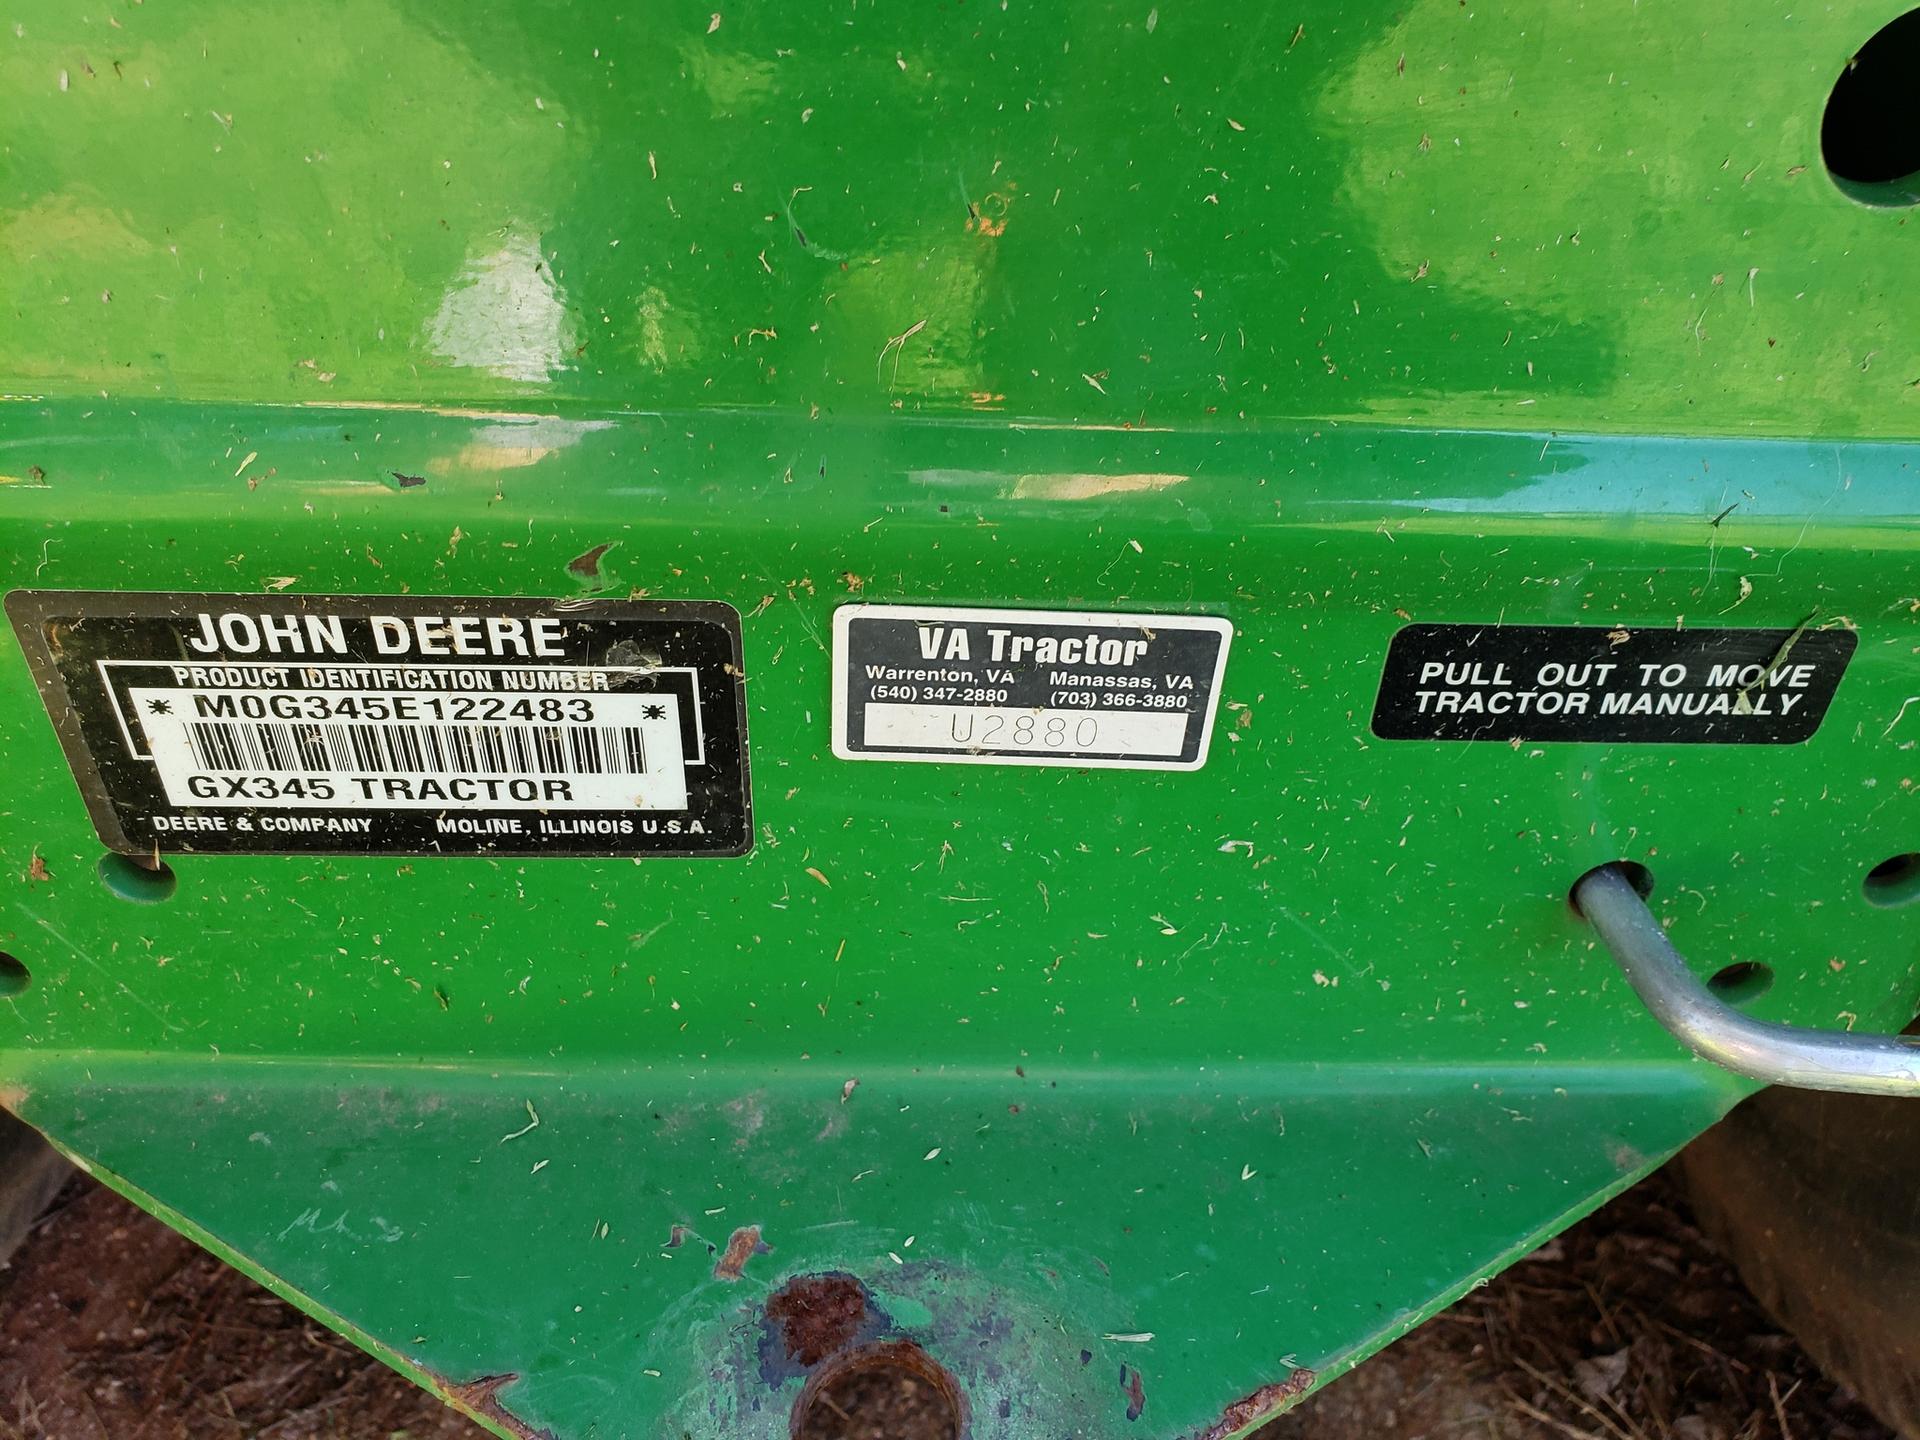 JOHN DEERE
PRODUCT IDENTIFICATION NUMBER
* M0G345E122483 *
GX345 TRACTOR
DEERE & COMPANY MOLINE, ILLINOIS U.S.A.
VA Tractor
Warrenton, VA Manassas, VA
(540) 347-2880 (703) 366-3880
U2880
PULL OUT TO MOVE
TRACTOR MANUALLY